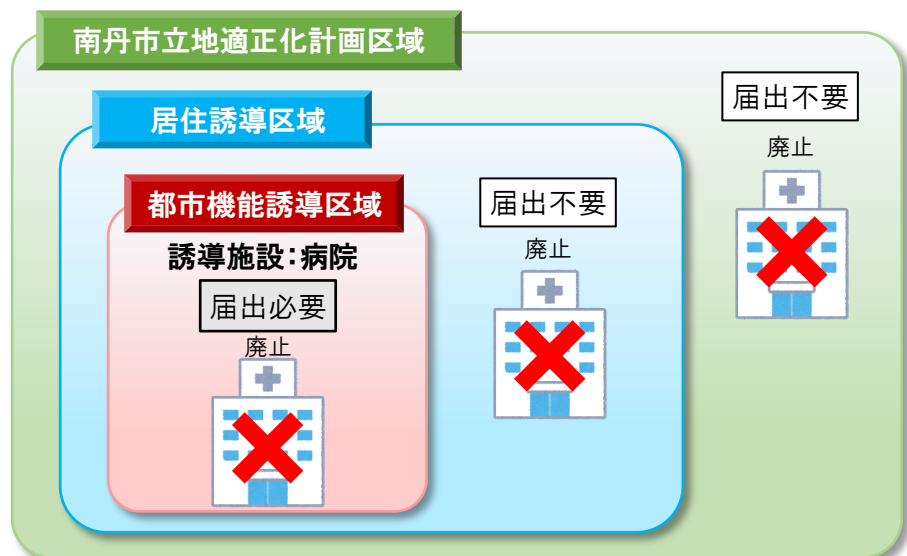 南丹市立地適正化計画区域
居住誘導区域
都市機能誘導区域
誘導施設：病院
届出必要
廃止
届出不要
廃止
届出不要
廃止